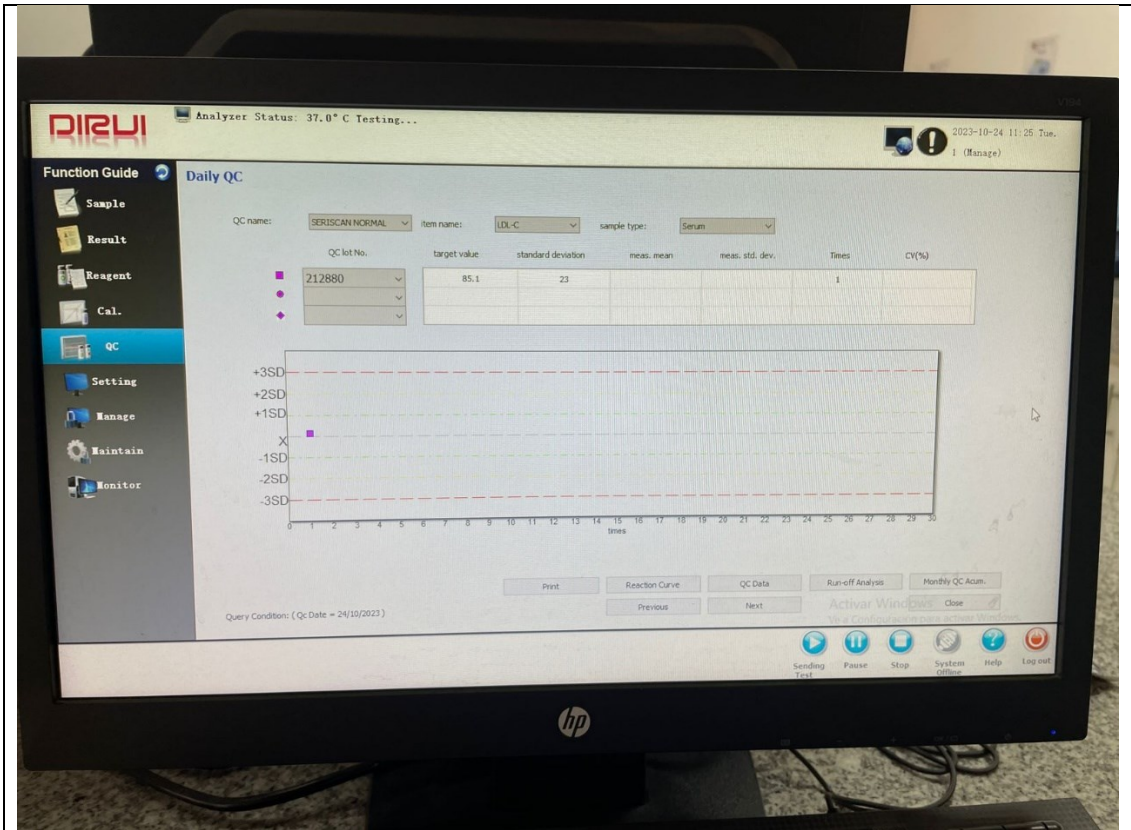 DIRUI
Analyzer Status: 37.0°C Testing...
2023-10-24 11:25 Tue.
1 (Manage)
Function Guide
Sample
Result
Reagent
Cal.
QC
Setting
Manage
Maintain
Monitor
Daily QC
QC name: SERISCAN NORMAL item name: LDL-C sample type: Serum
QC lot No. target value standard deviation meas. mean meas. std. dev. Times CV(%)
212880 85.1 23 1
+3SD
+2SD
+1SD
X
-1SD
-2SD
-3SD
0 1 2 3 4 5 6 7 8 9 10 11 12 13 14 15 16 17 18 19 20 21 22 23 24 25 26 27 28 29 30
times
Print Reaction Curve QC Data Run-off Analysis Monthly QC Acum.
Previous Next Close
Activar Windows
Ve a Configuración para activar Windows.
Query Condition: ( Qc Date = 24/10/2023 )
Sending Test Pause Stop System Offline Help Log out
hp